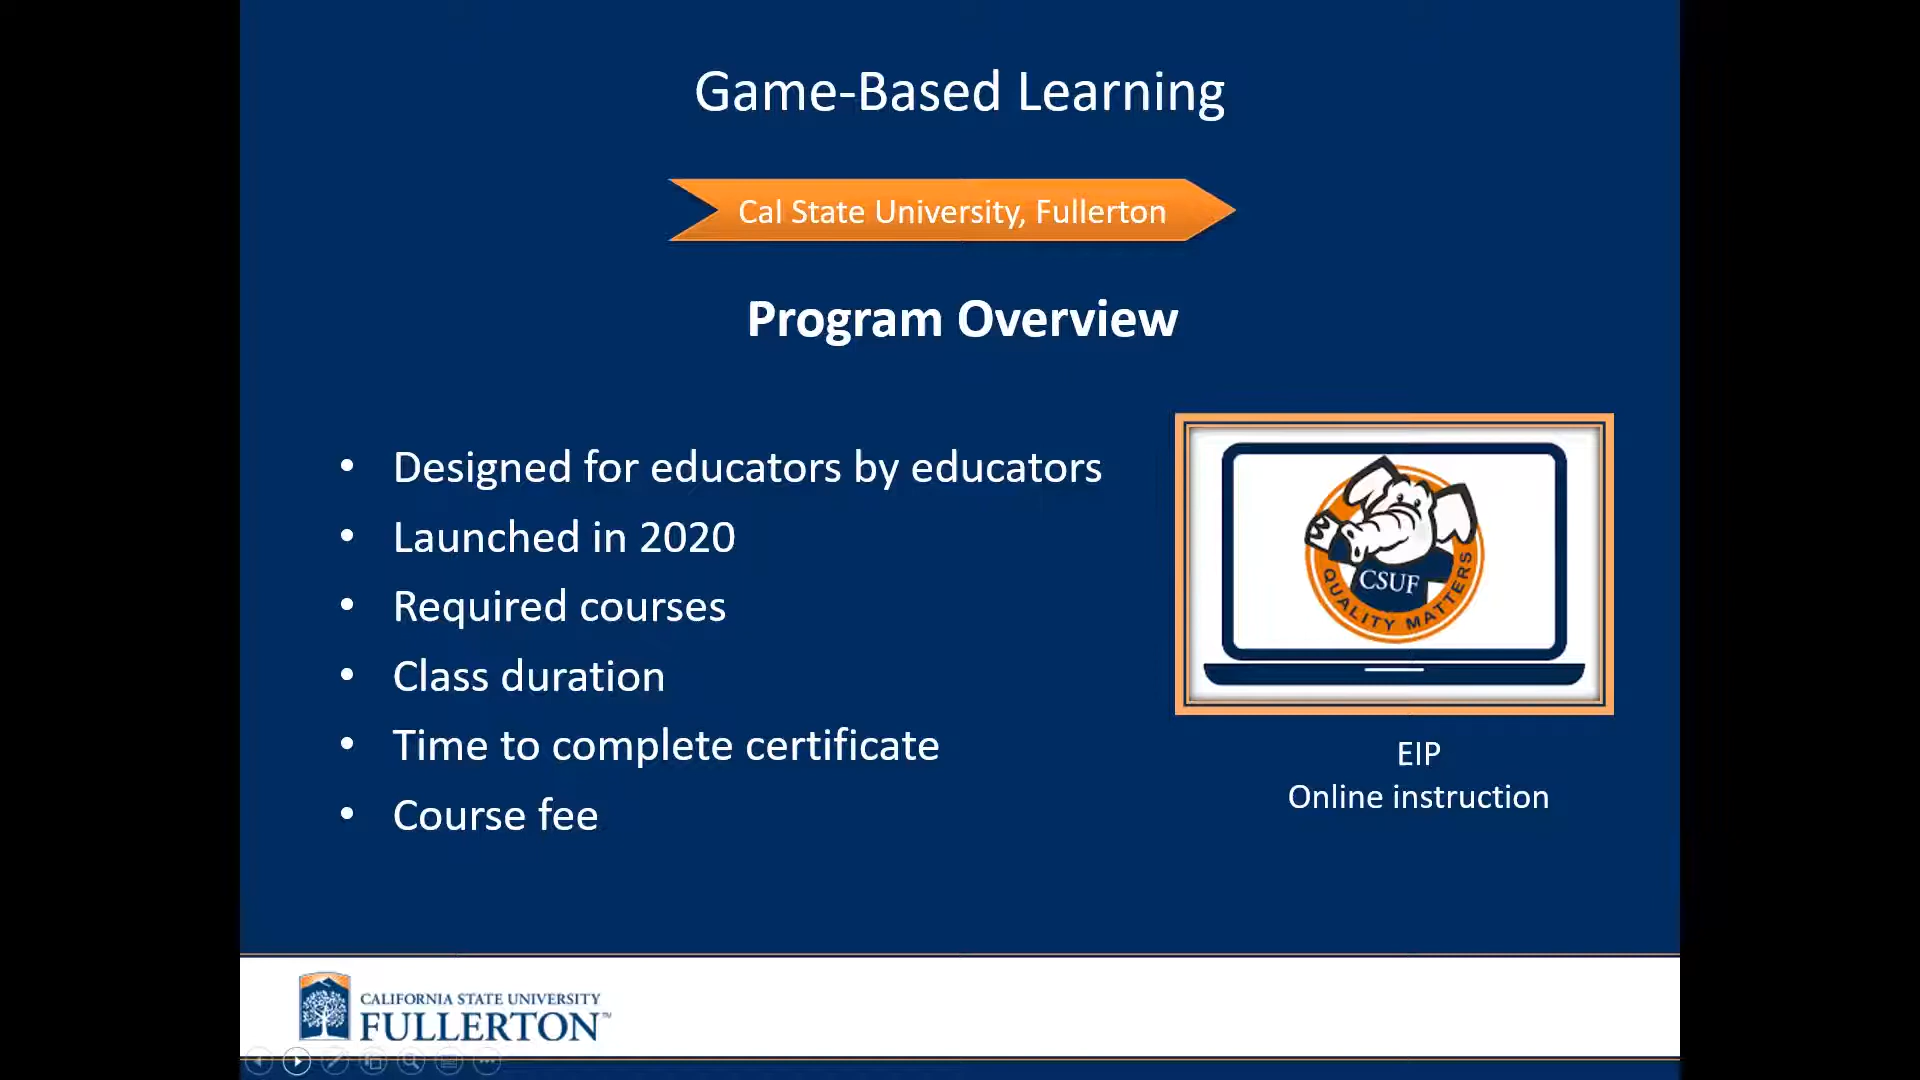 Game-Based Learning
Cal State University, Fullerton
Program Overview
• Designed for educators by educators
• Launched in 2020
• Required courses
• Class duration
• Time to complete certificate
• Course fee
CSUF
QUALITY MATTERS
EIP
Online instruction
CALIFORNIA STATE UNIVERSITY
FULLERTON™